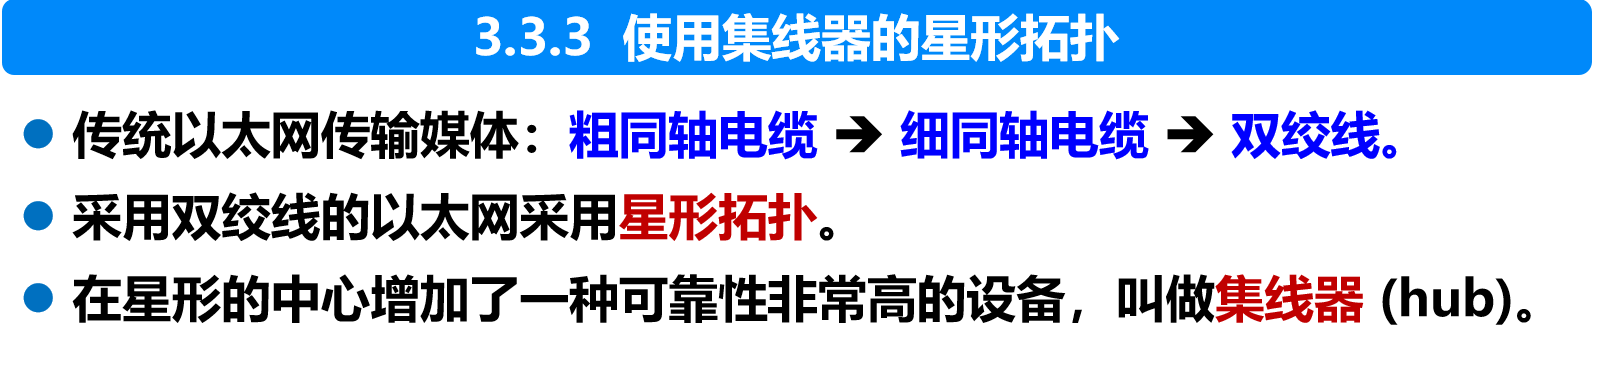 3.3.3 使用集线器的星形拓扑
● 传统以太网传输媒体：粗同轴电缆 ➔ 细同轴电缆 ➔ 双绞线。
● 采用双绞线的以太网采用星形拓扑。
● 在星形的中心增加了一种可靠性非常高的设备，叫做集线器 (hub)。